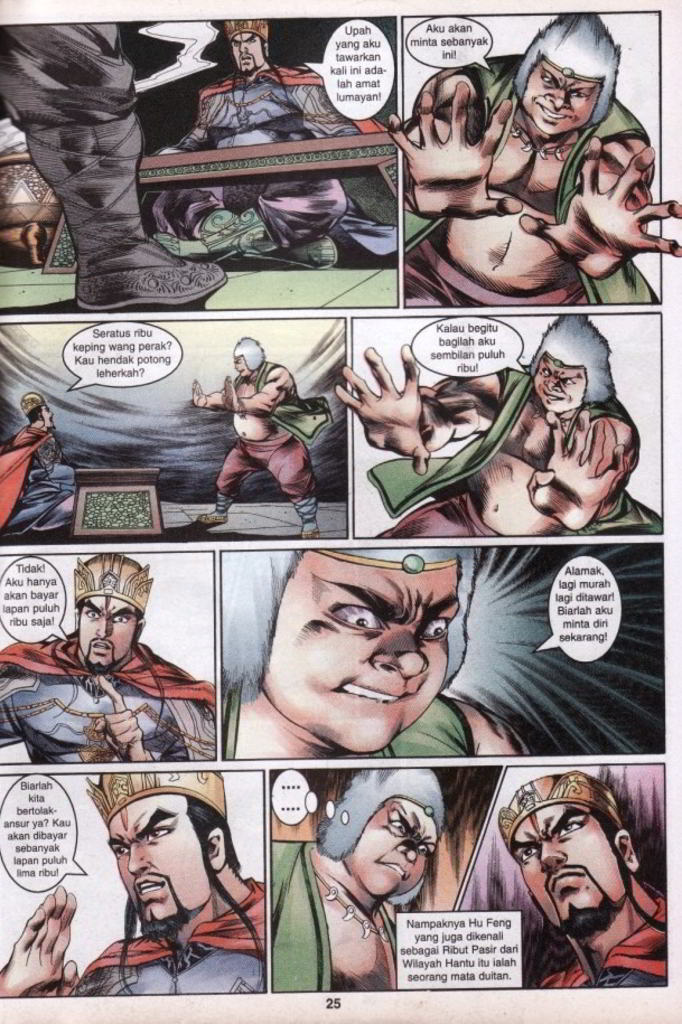 Upah
yang aku
tawarkan
kali ini ada-
lah amat
lumayan!
Aku akan
minta sebanyak
ini!
Seratus ribu
keping wang perak?
Kau hendak potong
leherkah?
Kalau begitu
bagilah aku
sembilan puluh
ribu!
Tidak!
Aku hanya
akan bayar
lapan puluh
ribu saja!
Alamak,
lagi murah
lagi ditawar!
Biarlah aku
minta diri
sekarang!
Biarlah
kita
bertolak-
ansur ya? Kau
akan dibayar
sebanyak
lapan puluh
lima ribu!
....
....
Nampaknya Hu Feng
yang juga dikenali
sebagai Ribut Pasir dari
Wilayah Hantu itu ialah
seorang mata duitan.
25